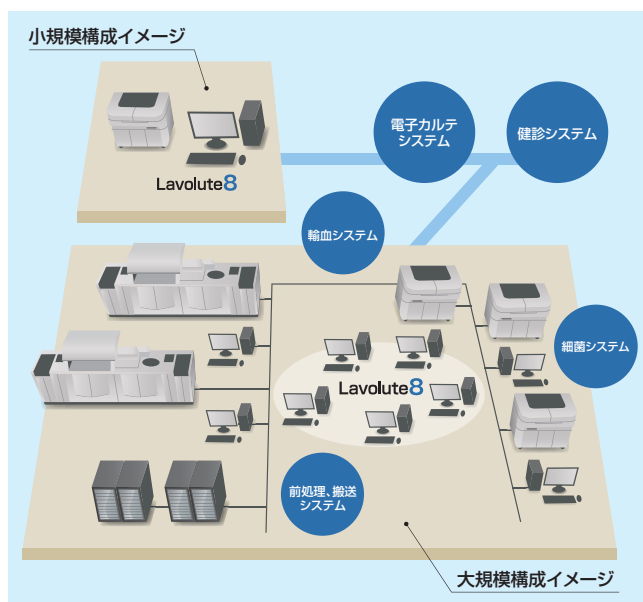 小規模構成イメージ
電子カルテ
システム
健診システム
Lavolute8
輸血システム
細菌システム
Lavolute8
前処理、搬送
システム
大規模構成イメージ